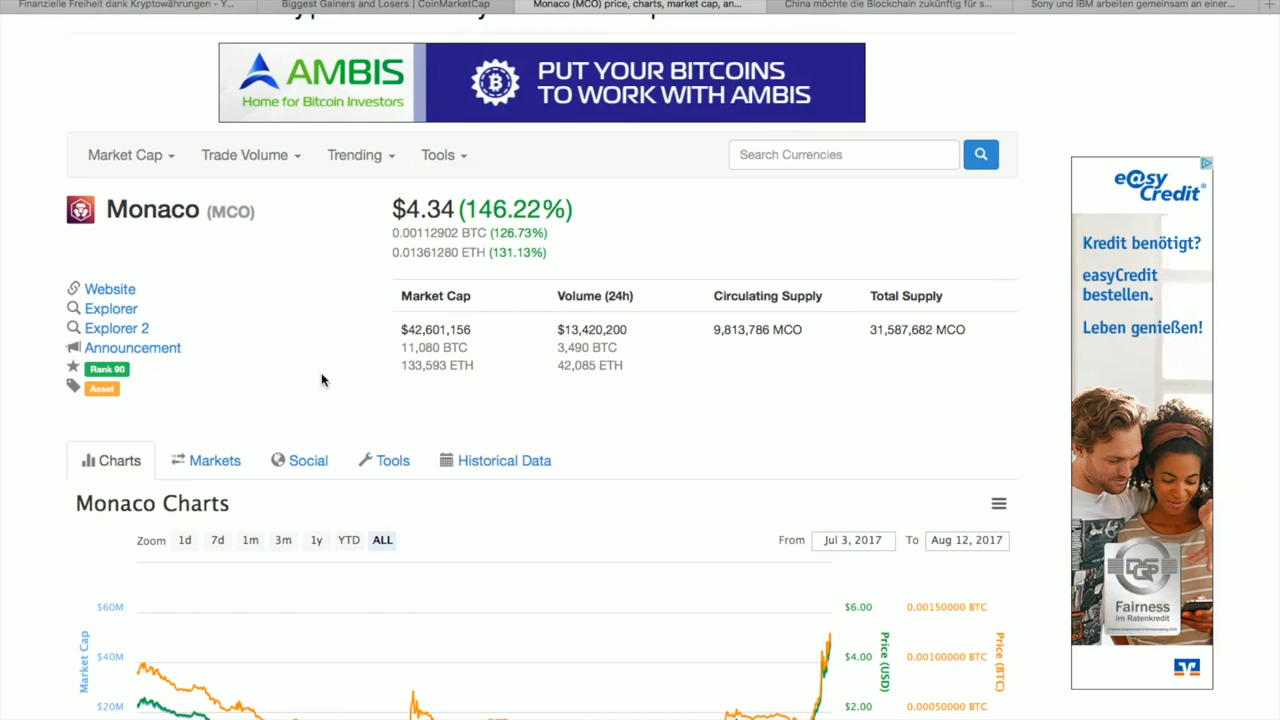 Finanzielle Freiheit dank Kryptowährungen - Y...
Biggest Gainers and Losers | CoinMarketCap
Monaco (MCO) price, charts, market cap, an...
China möchte die Blockchain zukünftig für s...
Sony und IBM arbeiten gemeinsam an einer...
AMBIS
Home for Bitcoin Investors
PUT YOUR BITCOINS
TO WORK WITH AMBIS
Market Cap
Trade Volume
Trending
Tools
Search Currencies
Monaco (MCO)
$4.34 (146.22%)
0.00112902 BTC (126.73%)
0.01361280 ETH (131.13%)
Website
Explorer
Explorer 2
Announcement
Rank 90
Asset
Market Cap
Volume (24h)
Circulating Supply
Total Supply
$42,601,156
$13,420,200
9,813,786 MCO
31,587,682 MCO
11,080 BTC
3,490 BTC
133,593 ETH
42,085 ETH
Charts
Markets
Social
Tools
Historical Data
Monaco Charts
Zoom 1d 7d 1m 3m 1y YTD ALL
From Jul 3, 2017 To Aug 12, 2017
$60M
$40M
$20M
Market Cap
$6.00
$4.00
$2.00
Price (USD)
0.00150000 BTC
0.00100000 BTC
0.00050000 BTC
Price (BTC)
e@sy
Credit®
Kredit benötigt?
easyCredit
bestellen.
Leben genießen!
Fairness
im Ratenkredit